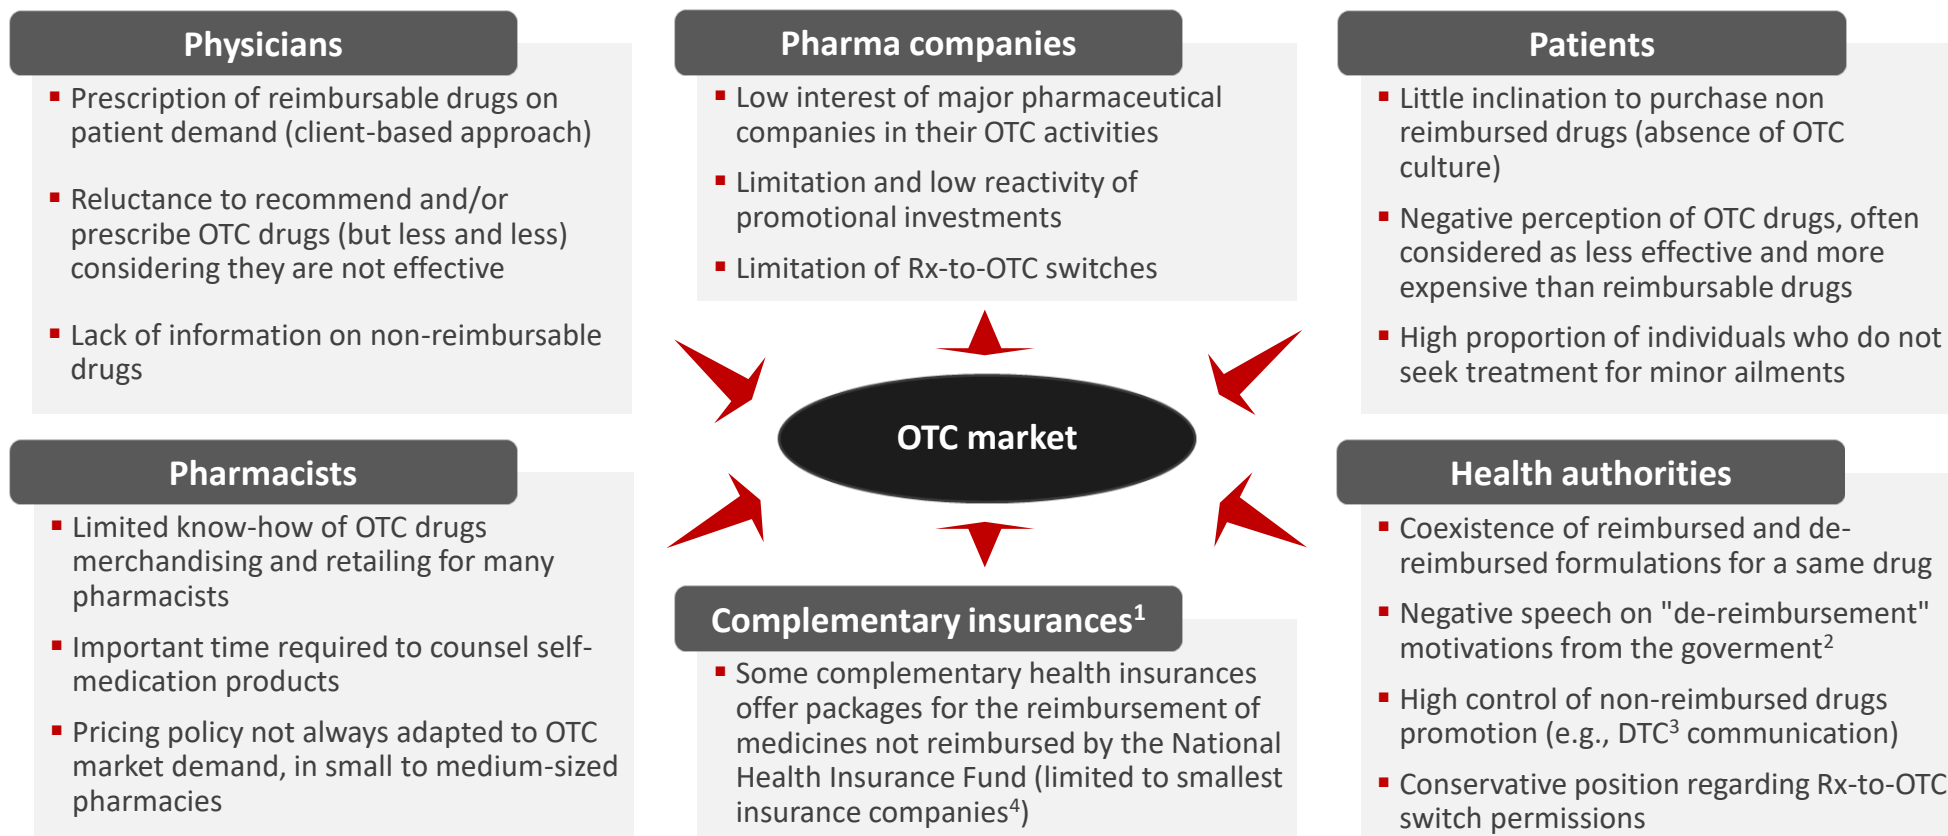 Physicians
▪ Prescription of reimbursable drugs on
patient demand (client-based approach)
▪ Reluctance to recommend and/or
prescribe OTC drugs (but less and less)
considering they are not effective
▪ Lack of information on non-reimbursable
drugs
Pharma companies
▪ Low interest of major pharmaceutical
companies in their OTC activities
▪ Limitation and low reactivity of
promotional investments
▪ Limitation of Rx-to-OTC switches
Patients
▪ Little inclination to purchase non
reimbursed drugs (absence of OTC
culture)
▪ Negative perception of OTC drugs, often
considered as less effective and more
expensive than reimbursable drugs
▪ High proportion of individuals who do not
seek treatment for minor ailments
OTC market
Pharmacists
▪ Limited know-how of OTC drugs
merchandising and retailing for many
pharmacists
▪ Important time required to counsel self-
medication products
▪ Pricing policy not always adapted to OTC
market demand, in small to medium-sized
pharmacies
Complementary insurances¹
▪ Some complementary health insurances
offer packages for the reimbursement of
medicines not reimbursed by the National
Health Insurance Fund (limited to smallest
insurance companies⁴)
Health authorities
▪ Coexistence of reimbursed and de-
reimbursed formulations for a same drug
▪ Negative speech on "de-reimbursement"
motivations from the goverment²
▪ High control of non-reimbursed drugs
promotion (e.g., DTC³ communication)
▪ Conservative position regarding Rx-to-OTC
switch permissions